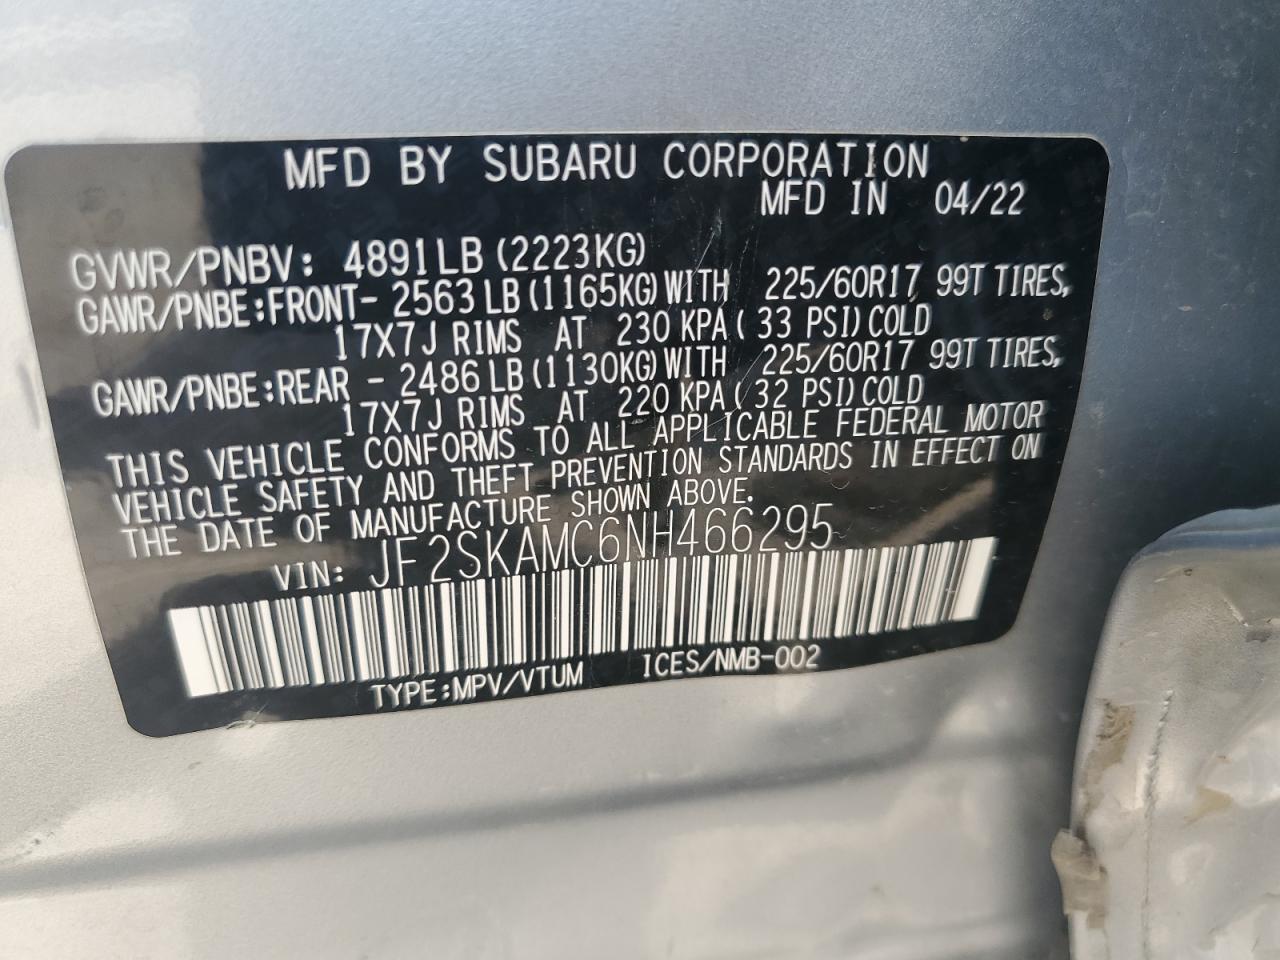 MFD BY SUBARU CORPORATION
MFD IN 04/22
GVWR/PNBV: 4891LB (2223KG)
GAWR/PNBE:FRONT- 2563LB(1165KG)WITH 225/60R17 99T TIRES,
17X7J RIMS AT 230 KPA( 33 PSI)COLD
GAWR/PNBE:REAR - 2486LB(1130KG)WITH 225/60R17 99T TIRES,
17X7J RIMS AT 220 KPA( 32 PSI)COLD
THIS VEHICLE CONFORMS TO ALL APPLICABLE FEDERAL MOTOR
VEHICLE SAFETY AND THEFT PREVENTION STANDARDS IN EFFECT ON
THE DATE OF MANUFACTURE SHOWN ABOVE.
VIN: JF2SKAMC6NH466295
TYPE:MPV/VTUM ICES/NMB-002